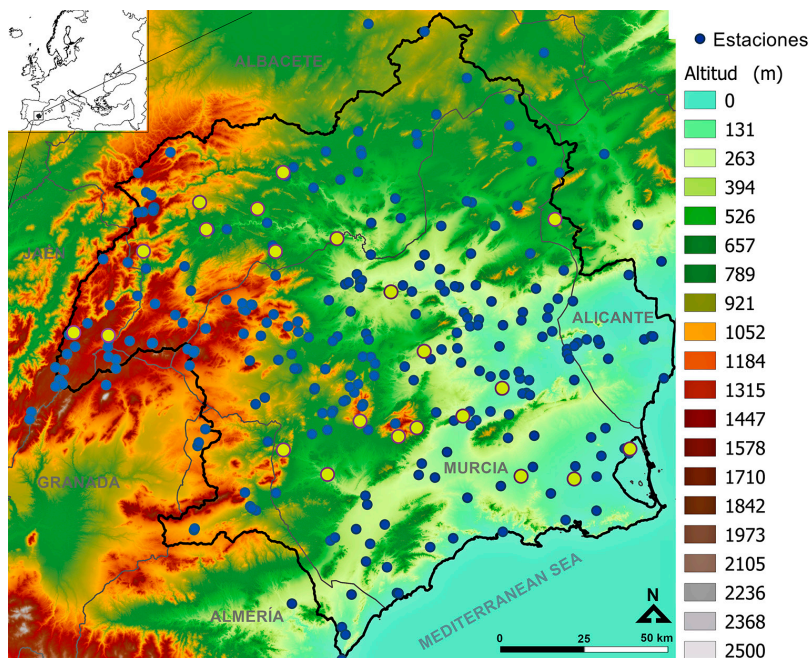 ALBACETE
Estaciones
Altitud (m)
0
131
263
394
526
657
789
921
1052
1184
1315
1447
1578
1710
1842
1973
2105
2236
2368
2500
JAÉN
ALICANTE
MURCIA
GRANADA
ALMERÍA
MEDITERRANEAN SEA
N
0 25 50 km